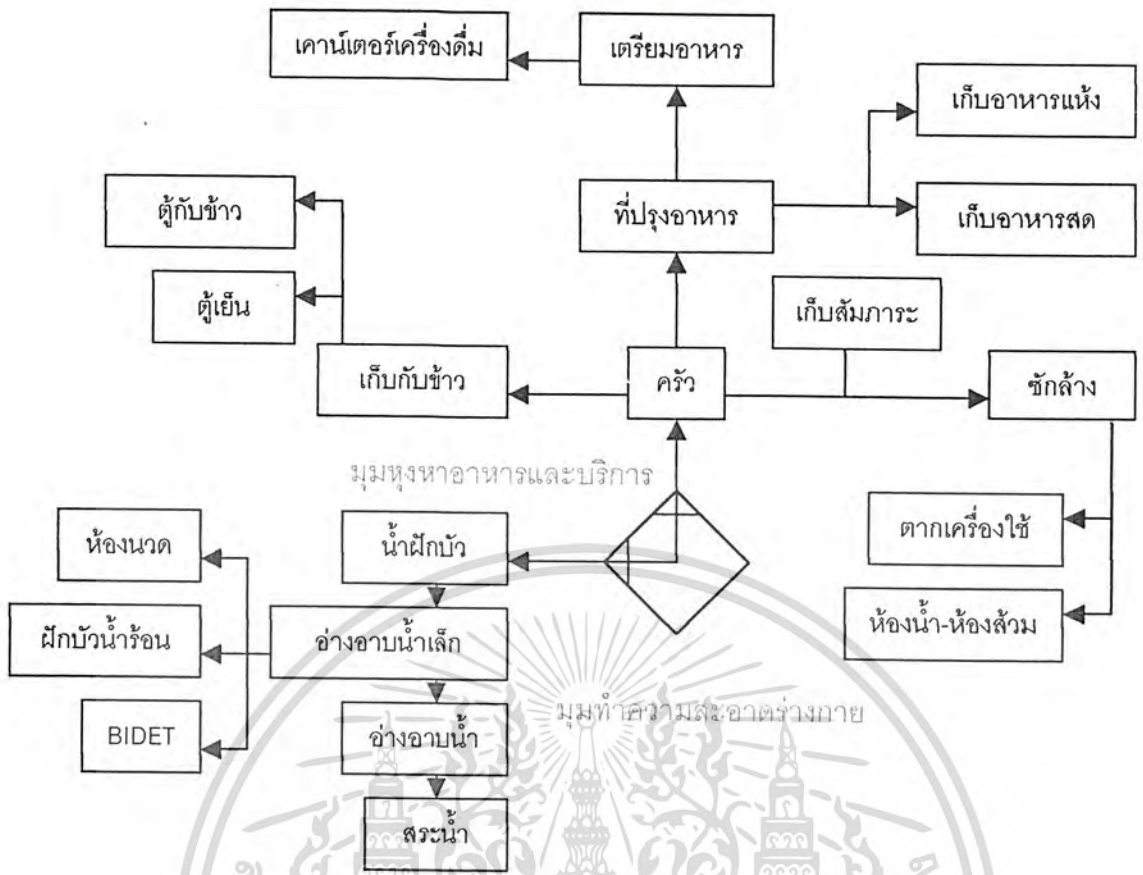 เคาน์เตอร์เครื่องดื่ม
เตรียมอาหาร
เก็บอาหารแห้ง
ตู้กับข้าว
ที่ปรุงอาหาร
เก็บอาหารสด
ตู้เย็น
เก็บสัมภาระ
เก็บกับข้าว
ครัว
ซักล้าง
มุมหุงหาอาหารและบริการ
ห้องนวด
น้ำฝักบัว
ตากเครื่องใช้
ฝักบัวน้ำร้อน
อ่างอาบน้ำเล็ก
ห้องน้ำ-ห้องส้วม
BIDET
อ่างอาบน้ำ
มุมทำความสะอาดร่างกาย
สระน้ำ